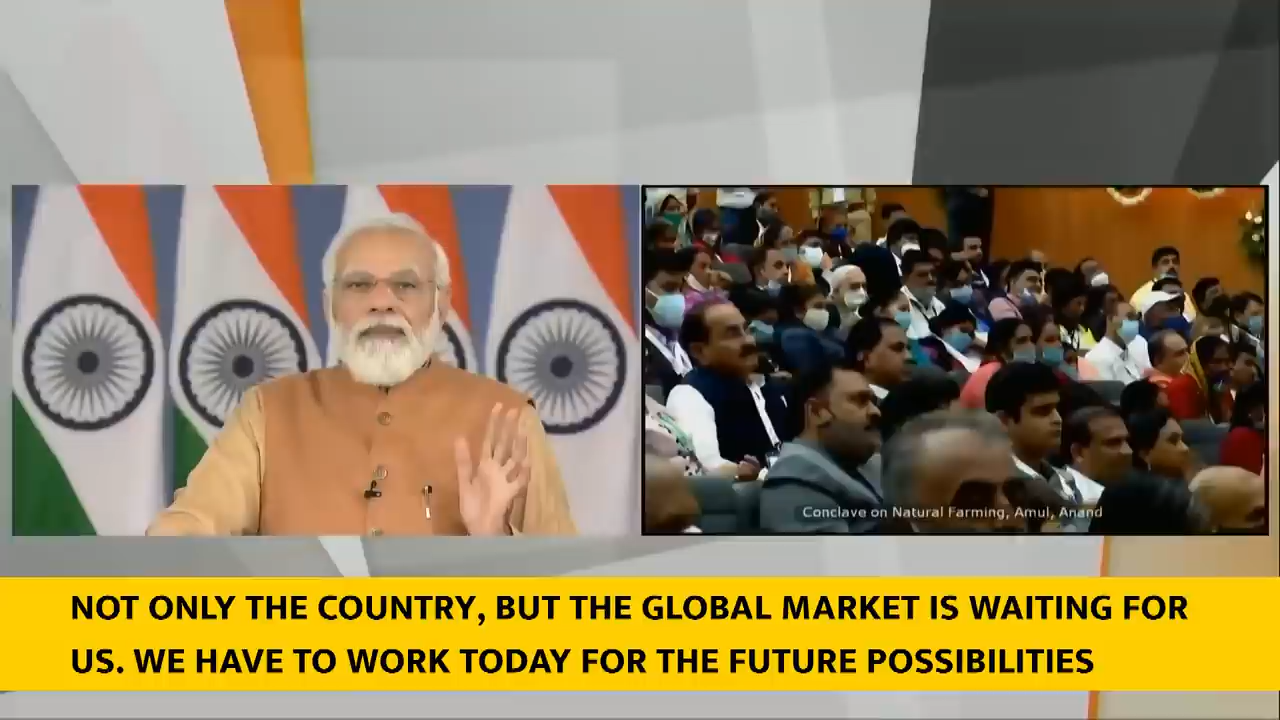 Conclave on Natural Farming, Amul, Anand
NOT ONLY THE COUNTRY, BUT THE GLOBAL MARKET IS WAITING FOR
US. WE HAVE TO WORK TODAY FOR THE FUTURE POSSIBILITIES